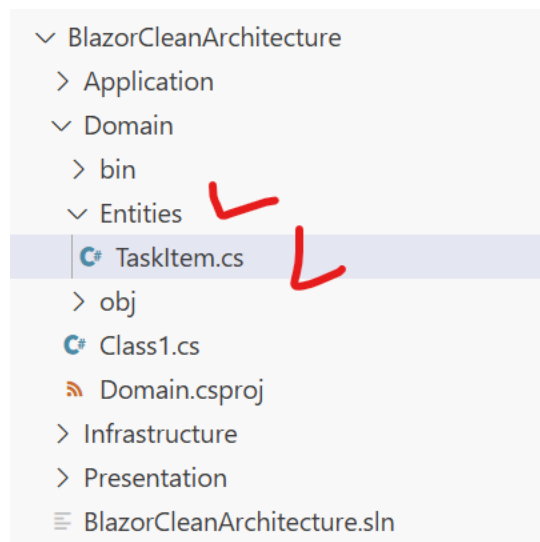 BlazorCleanArchitecture
Application
Domain
bin
Entities
C# TaskItem.cs
obj
C# Class1.cs
Domain.csproj
Infrastructure
Presentation
BlazorCleanArchitecture.sln